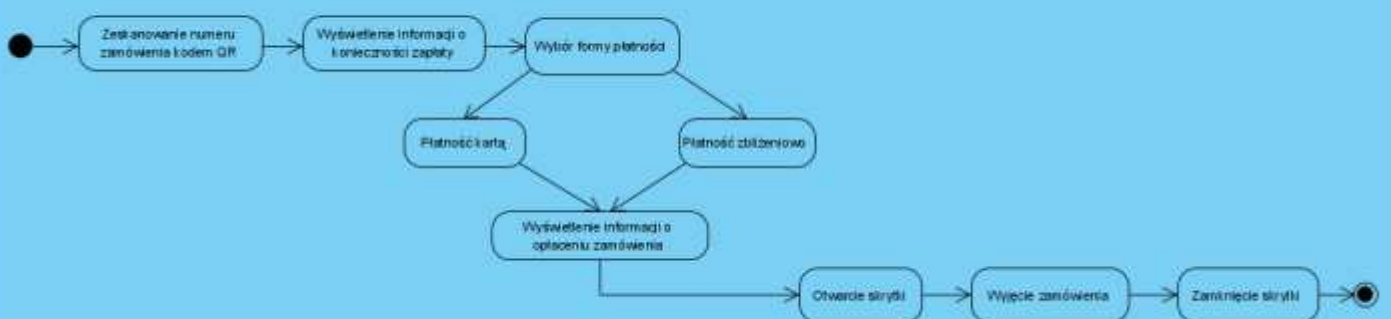 Zeskanowanie numeru
zamówienia kodem QR
Wyświetlenie informacji o
konieczności zapłaty
Wybór formy płatności
Płatność kartą
Płatność zbliżeniowo
Wyświetlenie informacji o
opłaceniu zamówienia
Otwarcie skrytki
Wyjęcie zamówienia
Zamknięcie skrytki